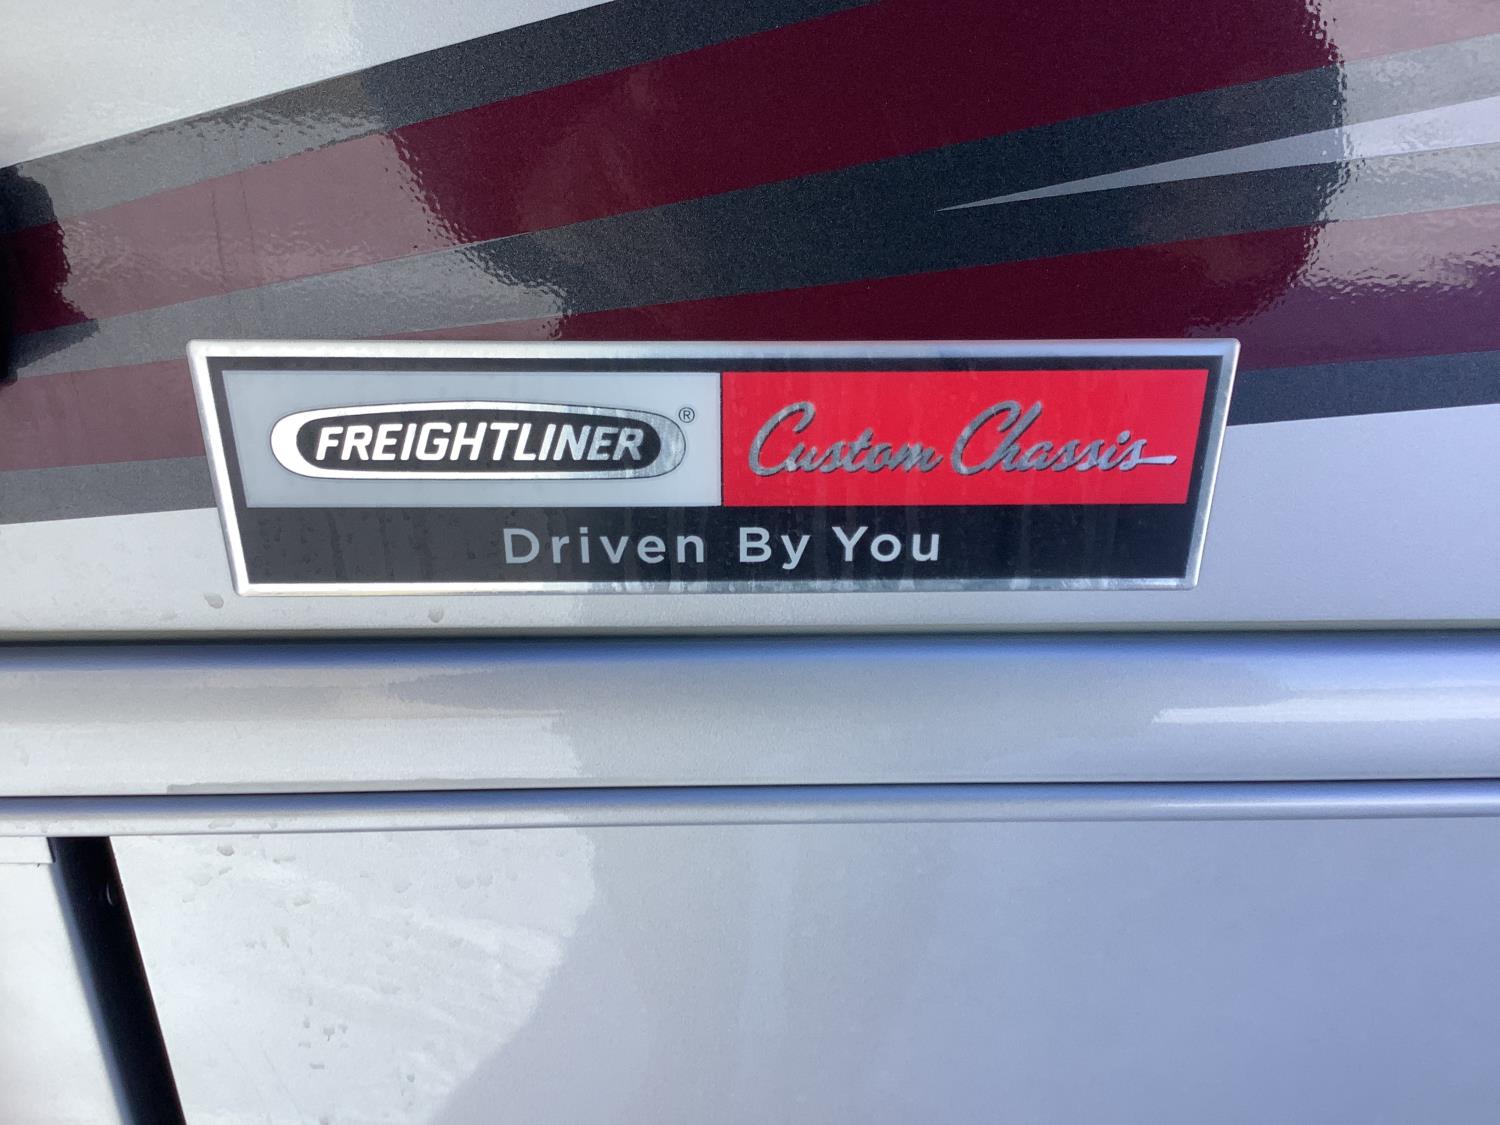 FREIGHTLINER ® Custom Chassis
Driven By You